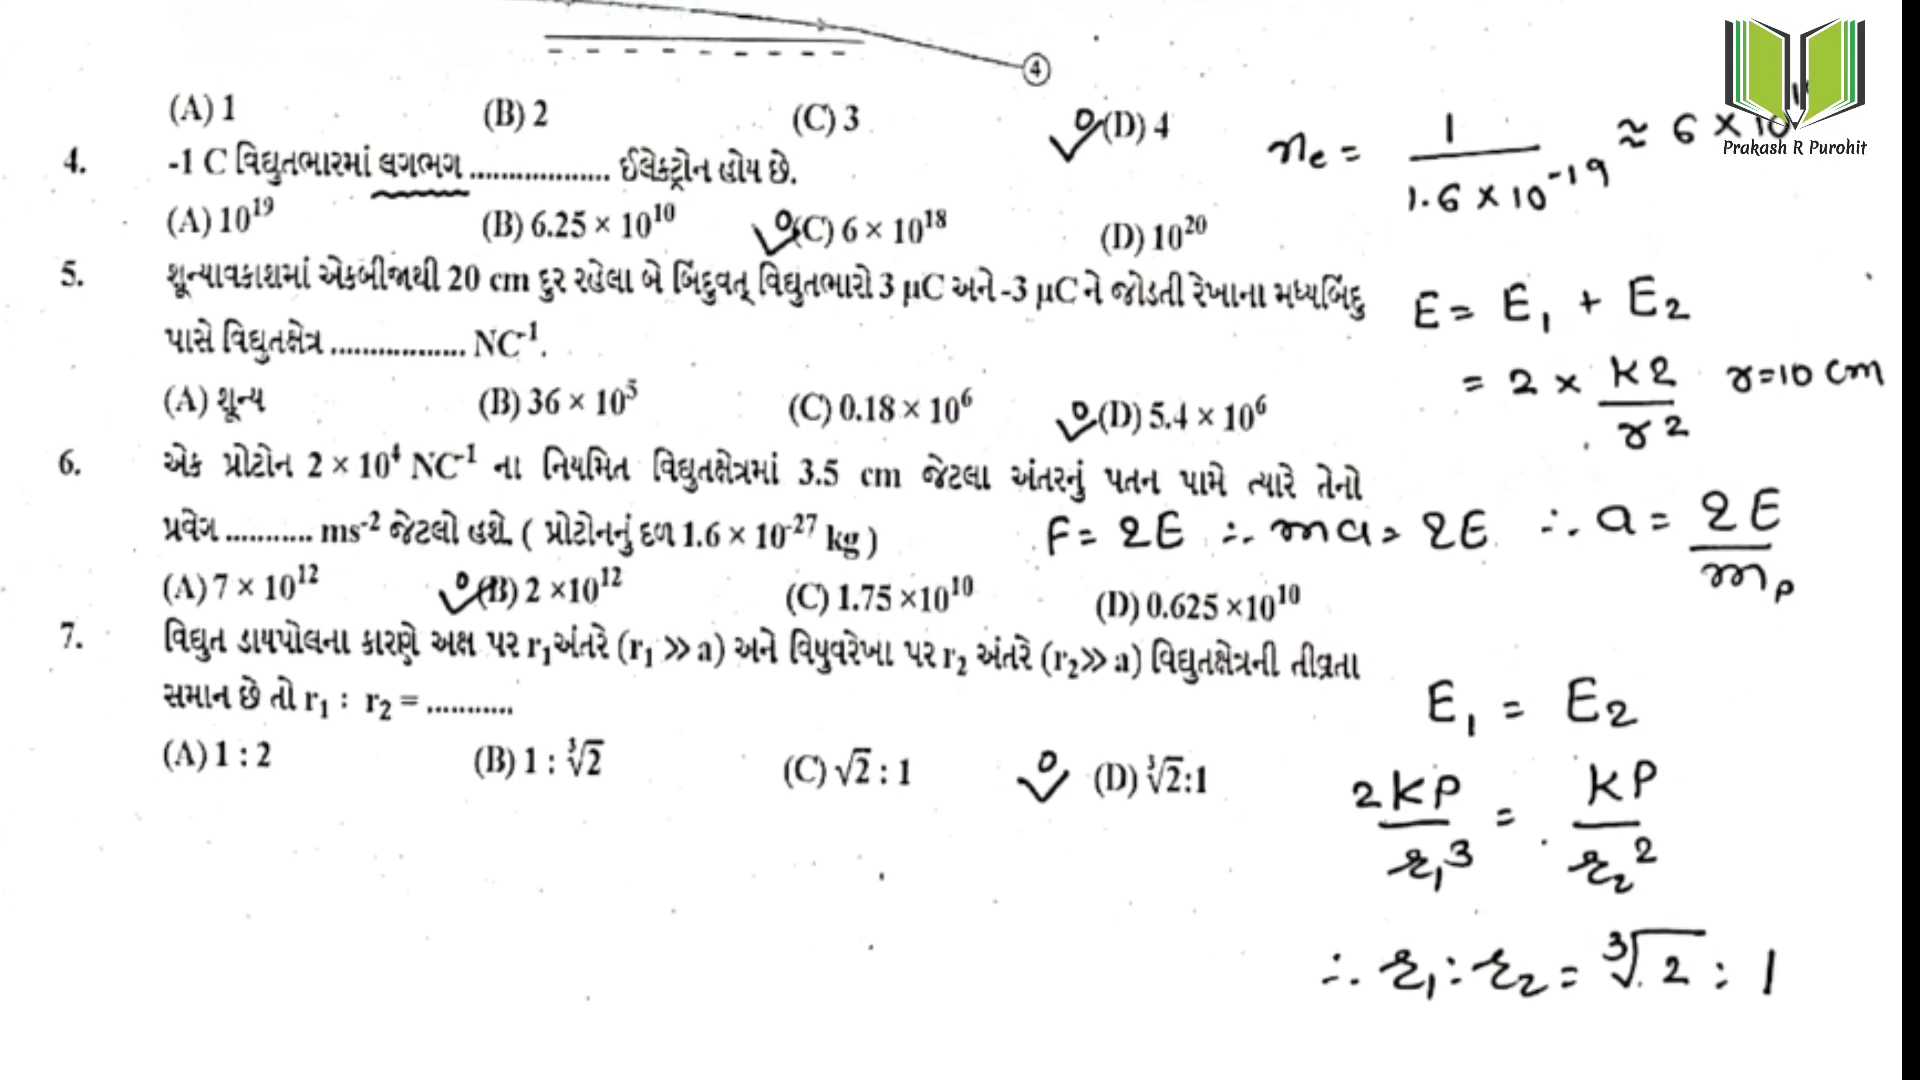 ④
(A) 1 (B) 2 (C) 3 (D) 4
Prakash R Purohit
4. -1 C વિદ્યુતભારમાં લગભગ .................. ઈલેક્ટ્રોન હોય છે.
nₑ = 1 / 1.6 × 10⁻¹⁹ ≈ 6 × 10
(A) 10¹⁹ (B) 6.25 × 10¹⁰ (C) 6 × 10¹⁸ (D) 10²⁰
5. શૂન્યાવકાશમાં એકબીજાથી 20 cm દુર રહેલા બે બિંદુવત્ વિદ્યુતભારો 3 μC અને -3 μC ને જોડતી રેખાના મધ્યબિંદુ
પાસે વિદ્યુતક્ષેત્ર ................. NC⁻¹.
E = E₁ + E₂
= 2 × k2 / r² r=10 cm
(A) શૂન્ય (B) 36 × 10⁵ (C) 0.18 × 10⁶ (D) 5.4 × 10⁶
6. એક પ્રોટોન 2 × 10⁴ NC⁻¹ ના નિયમિત વિદ્યુતક્ષેત્રમાં 3.5 cm જેટલા અંતરનું પતન પામે ત્યારે તેનો
પ્રવેગ ........... ms⁻² જેટલો હશે. ( પ્રોટોનનું દળ 1.6 × 10⁻²⁷ kg )
F = 2E ∴ ma = 2E ∴ a = 2E / mₚ
(A) 7 × 10¹² (B) 2 ×10¹² (C) 1.75 ×10¹⁰ (D) 0.625 ×10¹⁰
7. વિદ્યુત ડાયપોલના કારણે અક્ષ પર r₁અંતરે (r₁ ≫ a) અને વિષુવરેખા પર r₂ અંતરે (r₂≫ a) વિદ્યુતક્ષેત્રની તીવ્રતા
સમાન છે તો r₁ : r₂ = ...........
E₁ = E₂
(A) 1 : 2 (B) 1 : ∛2 (C) √2 : 1 (D) ∛2:1
2kP / r₁³ = kP / r₂²
∴ r₁ : r₂ = ∛2 : 1